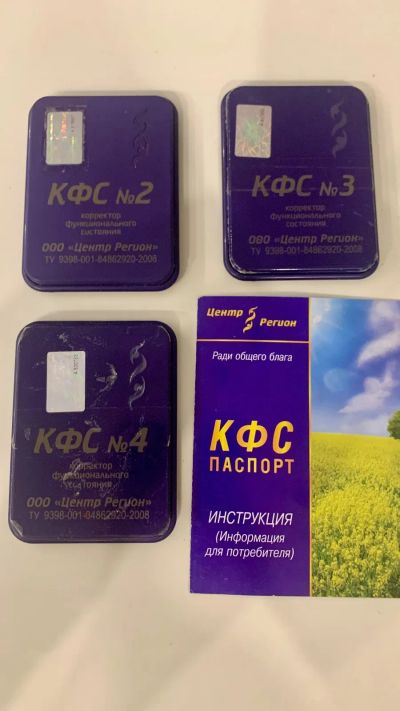 КФС №2
корректор
функционального
состояния
ООО «Центр Регион»
ТУ 9398-001-84862920-2008
КФС №3
корректор
функционального
состояния
ООО «Центр Регион»
ТУ 9398-001-84862920-2008
КФС №4
корректор
функционального
состояния
ООО «Центр Регион»
ТУ 9398-001-84862920-2008
Центр Регион
Ради общего блага
КФС
ПАСПОРТ
ИНСТРУКЦИЯ
(Информация
для потребителя)